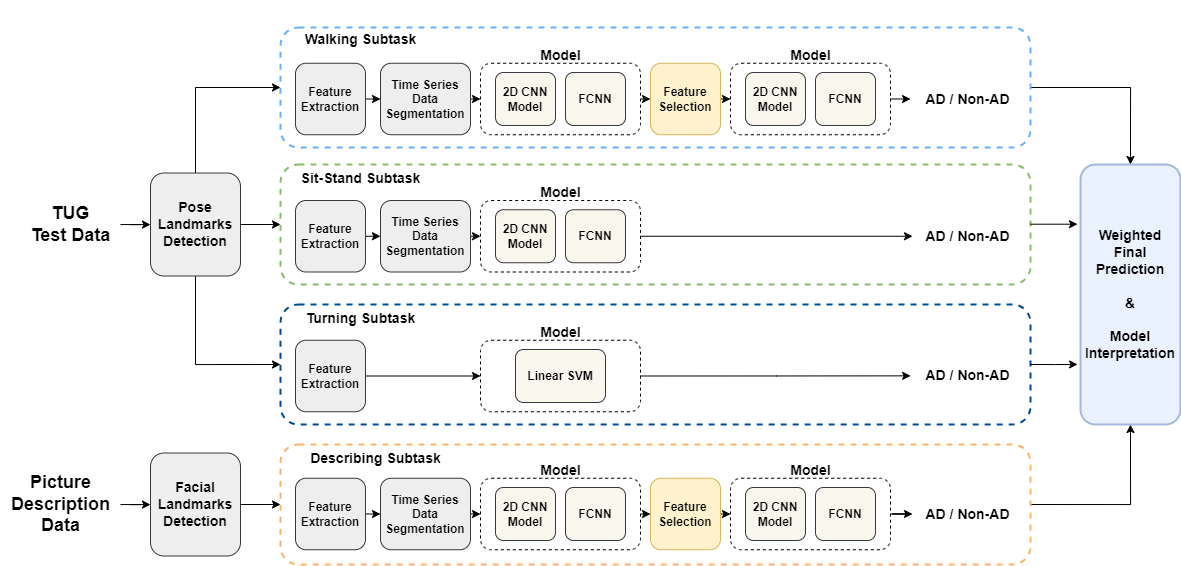 Walking Subtask
Model
Model
Feature
Extraction
Time Series
Data
Segmentation
2D CNN
Model
FCNN
Feature
Selection
2D CNN
Model
FCNN
AD / Non-AD
TUG
Test Data
Pose
Landmarks
Detection
Sit-Stand Subtask
Model
Feature
Extraction
Time Series
Data
Segmentation
2D CNN
Model
FCNN
AD / Non-AD
Turning Subtask
Model
Feature
Extraction
Linear SVM
AD / Non-AD
Picture
Description
Data
Facial
Landmarks
Detection
Describing Subtask
Model
Model
Feature
Extraction
Time Series
Data
Segmentation
2D CNN
Model
FCNN
Feature
Selection
2D CNN
Model
FCNN
AD / Non-AD
Weighted
Final
Prediction
&
Model
Interpretation